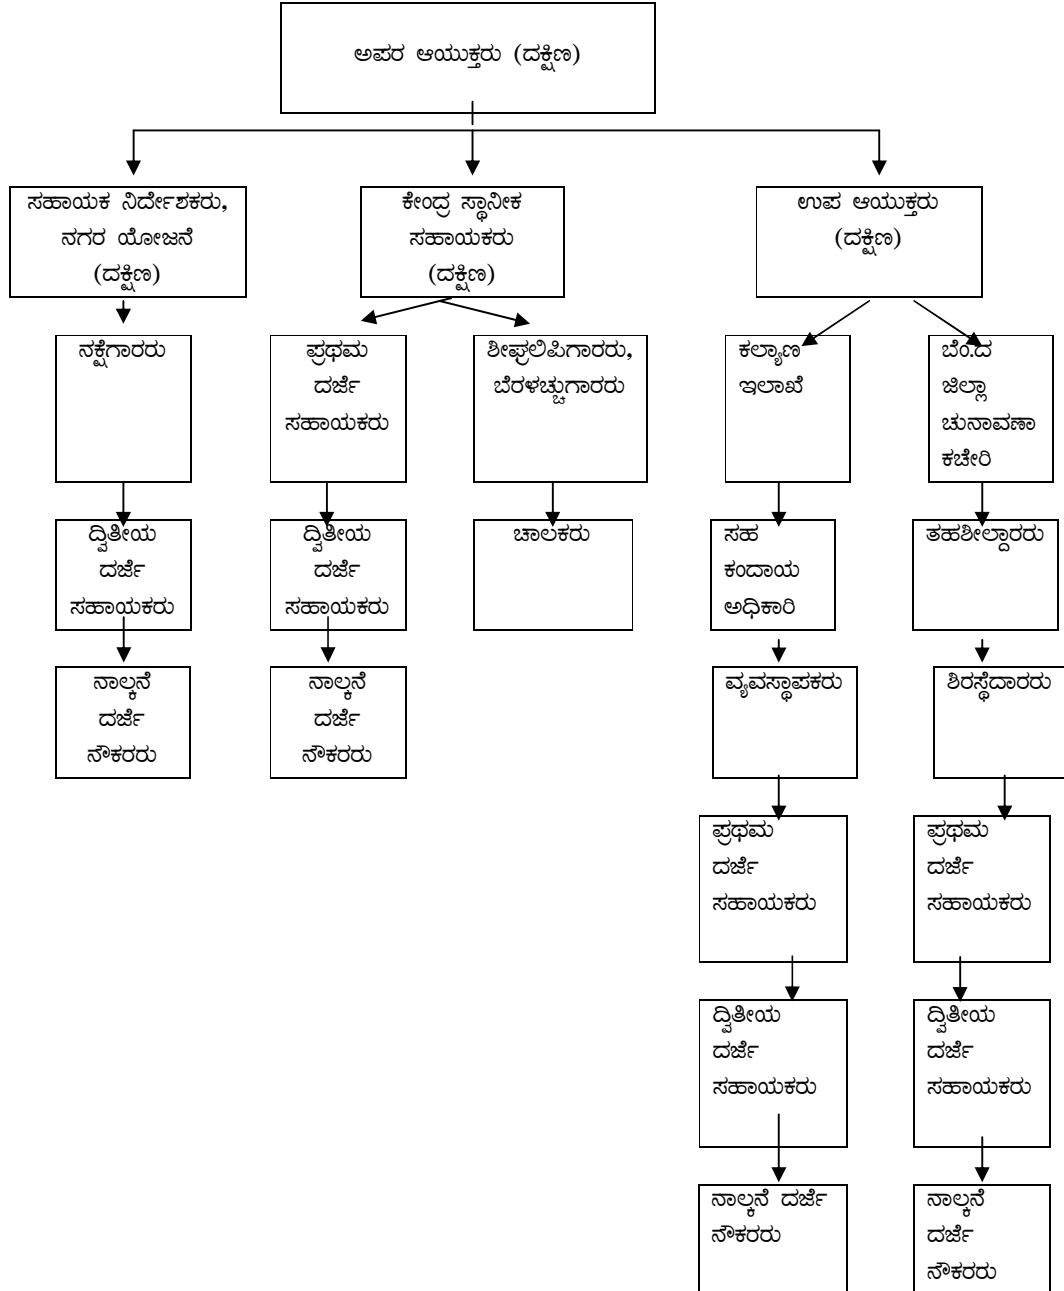 ಅಪರ ಆಯುಕ್ತರು (ದಕ್ಷಿಣ)
ಸಹಾಯಕ ನಿರ್ದೇಶಕರು,
ನಗರ ಯೋಜನೆ
(ದಕ್ಷಿಣ)
ಕೇಂದ್ರ ಸ್ಥಾನೀಕ
ಸಹಾಯಕರು
(ದಕ್ಷಿಣ)
ಉಪ ಆಯುಕ್ತರು
(ದಕ್ಷಿಣ)
ನಕ್ಷೆಗಾರರು
ಪ್ರಥಮ
ದರ್ಜೆ
ಸಹಾಯಕರು
ಶೀಘ್ರಲಿಪಿಗಾರರು,
ಬೆರಳಚ್ಚುಗಾರರು
ಕಲ್ಯಾಣ
ಇಲಾಖೆ
ಬೆಂ.ದ
ಜಿಲ್ಲಾ
ಚುನಾವಣಾ
ಕಚೇರಿ
ದ್ವಿತೀಯ
ದರ್ಜೆ
ಸಹಾಯಕರು
ದ್ವಿತೀಯ
ದರ್ಜೆ
ಸಹಾಯಕರು
ಚಾಲಕರು
ಸಹ
ಕಂದಾಯ
ಅಧಿಕಾರಿ
ತಹಶೀಲ್ದಾರರು
ನಾಲ್ಕನೆ
ದರ್ಜೆ
ನೌಕರರು
ನಾಲ್ಕನೆ
ದರ್ಜೆ
ನೌಕರರು
ವ್ಯವಸ್ಥಾಪಕರು
ಶಿರಸ್ಥೆದಾರರು
ಪ್ರಥಮ
ದರ್ಜೆ
ಸಹಾಯಕರು
ಪ್ರಥಮ
ದರ್ಜೆ
ಸಹಾಯಕರು
ದ್ವಿತೀಯ
ದರ್ಜೆ
ಸಹಾಯಕರು
ದ್ವಿತೀಯ
ದರ್ಜೆ
ಸಹಾಯಕರು
ನಾಲ್ಕನೆ ದರ್ಜೆ
ನೌಕರರು
ನಾಲ್ಕನೆ
ದರ್ಜೆ
ನೌಕರರು